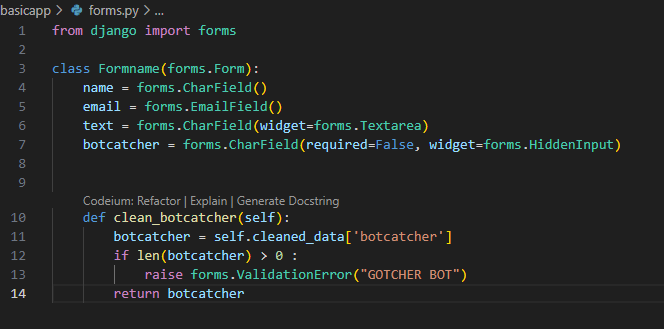 basicapp > forms.py > ...
1 from django import forms
2
3 class Formname(forms.Form):
4     name = forms.CharField()
5     email = forms.EmailField()
6     text = forms.CharField(widget=forms.Textarea)
7     botcatcher = forms.CharField(required=False, widget=forms.HiddenInput)
8
9
Codeium: Refactor | Explain | Generate Docstring
10     def clean_botcatcher(self):
11         botcatcher = self.cleaned_data['botcatcher']
12         if len(botcatcher) > 0 :
13             raise forms.ValidationError("GOTCHER BOT")
14         return botcatcher